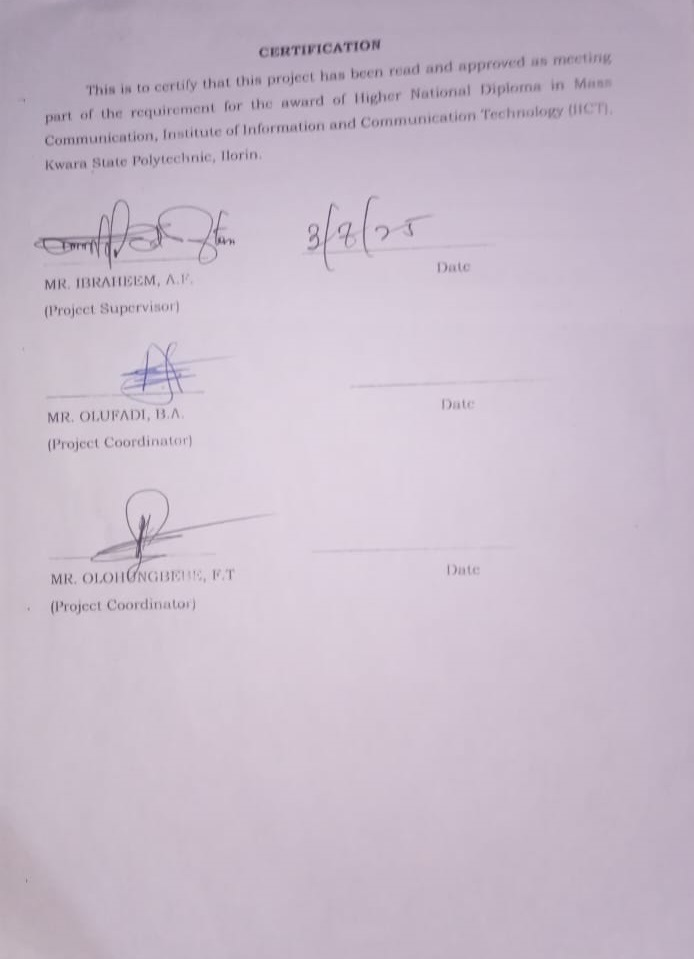 CERTIFICATION
This is to certify that this project has been read and approved as meeting
part of the requirement for the award of Higher National Diploma in Mass
Communication, Institute of Information and Communication Technology (IICT),
Kwara State Polytechnic, Ilorin.
3/7/25
MR. IBRAHEEM, A.F.
Date
(Project Supervisor)
MR. OLUFADI, B.A.
Date
(Project Coordinator)
MR. OLOHUNGBEBE, F.T
Date
(Project Coordinator)